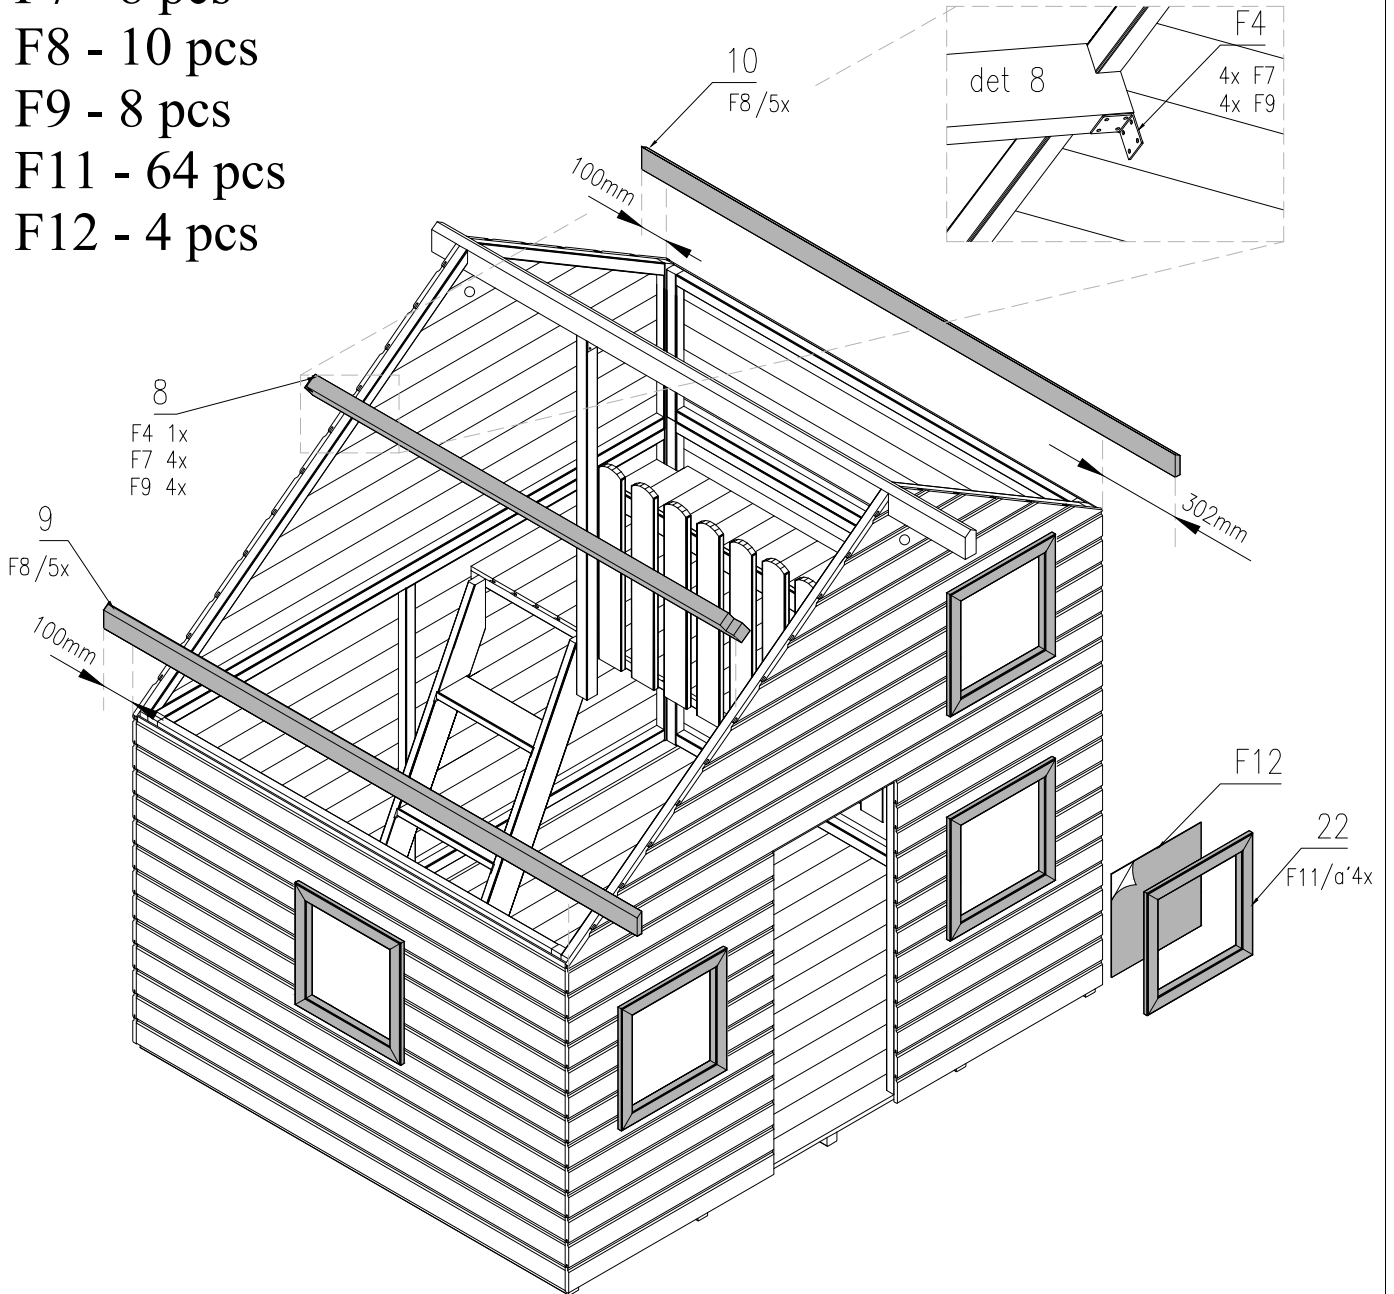 F8 - 10 pcs
F9 - 8 pcs
F11 - 64 pcs
F12 - 4 pcs
10
F8/5x
100mm
det 8
F4
4x F7
4x F9
8
F4 1x
F7 4x
F9 4x
302mm
9
F8/5x
100mm
F12
22
F11/a'4x